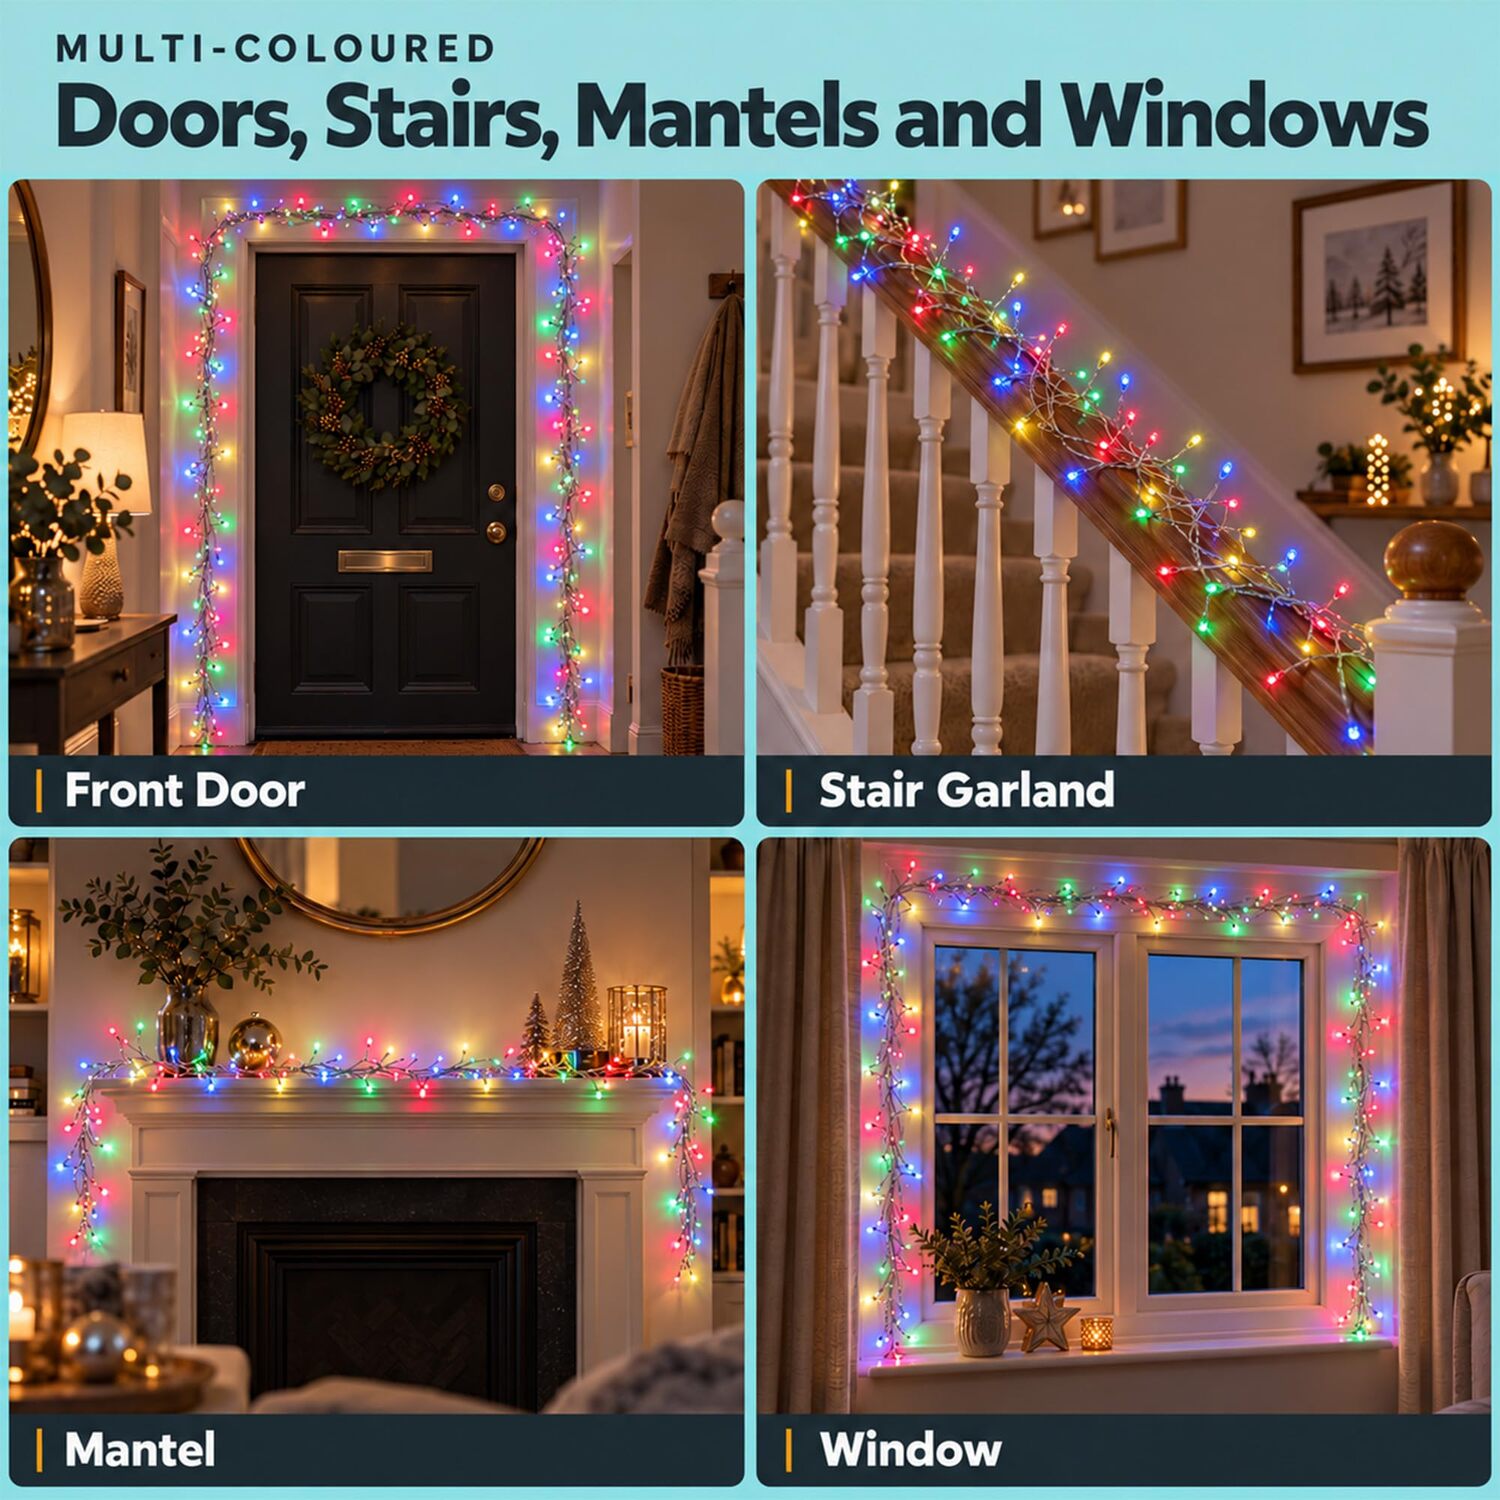 MULTI-COLOURED
Doors, Stairs, Mantels and Windows
Front Door
Stair Garland
Mantel
Window